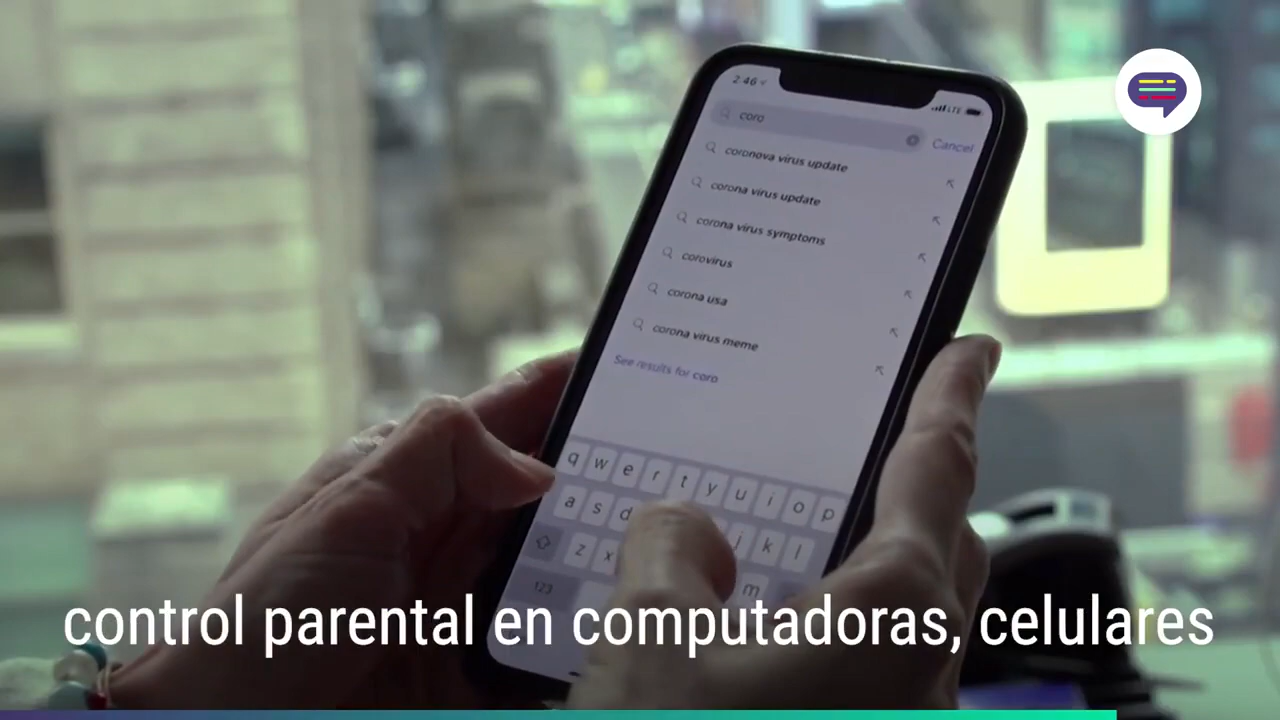 2:46
LTE
coro
Cancel
coronova virus update
corona virus update
corona virus symptoms
corovirus
corona usa
corona virus meme
See results for coro
q w e r t y u i o p
a s d j k l
z x m
123
control parental en computadoras, celulares